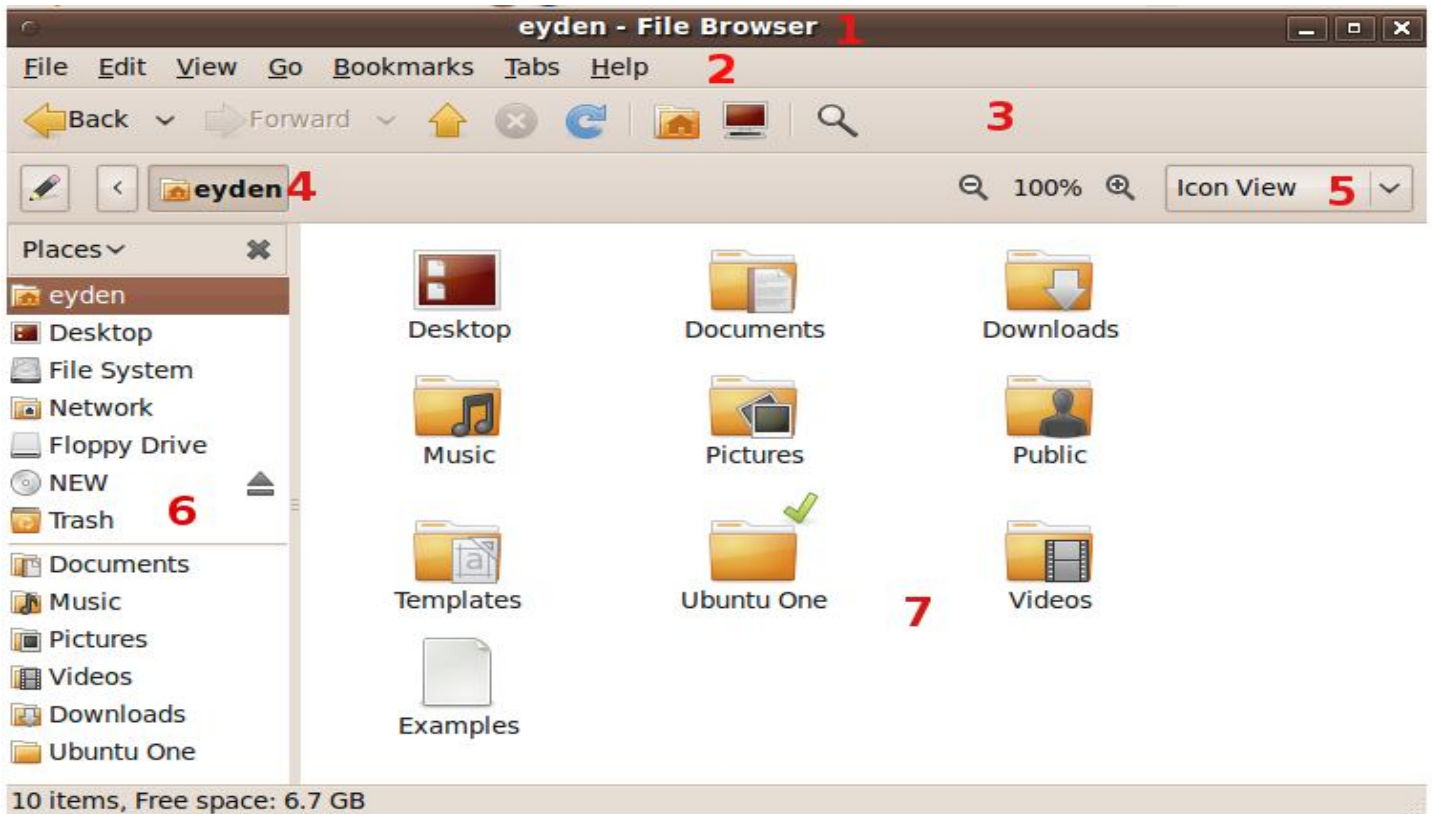 eyden - File Browser 1
File Edit View Go Bookmarks Tabs Help 2
Back Forward 3
eyden 4 100% Icon View 5
Places
eyden
Desktop
File System
Network
Floppy Drive
NEW
Trash 6
Documents
Music
Pictures
Videos
Downloads
Ubuntu One
Desktop Documents Downloads
Music Pictures Public
Templates Ubuntu One Videos
7
Examples
10 items, Free space: 6.7 GB